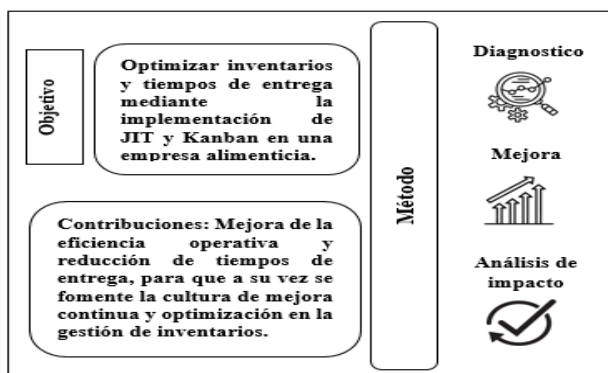 Objetivo
Optimizar inventarios
y tiempos de entrega
mediante la
implementación de
JIT y Kanban en una
empresa alimenticia.
Contribuciones: Mejora de la
eficiencia operativa y
reducción de tiempos de
entrega, para que a su vez se
fomente la cultura de mejora
continua y optimización en la
gestión de inventarios.
Método
Diagnostico
Mejora
Análisis de
impacto